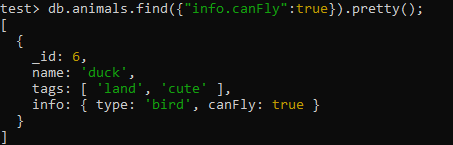 test> db.animals.find({"info.canFly":true}).pretty();
[
  {
    _id: 6,
    name: 'duck',
    tags: [ 'land', 'cute' ],
    info: { type: 'bird', canFly: true }
  }
]